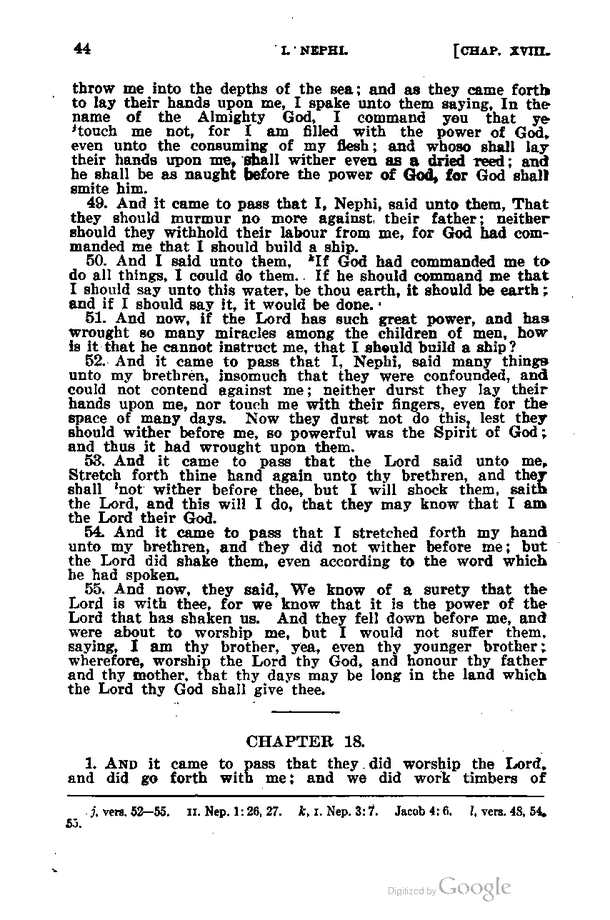 44 I. NEPHI. [CHAP. XVIII.
throw me into the depths of the sea; and as they came forth
to lay their hands upon me, I spake unto them saying, In the
name of the Almighty God, I command you that ye
jtouch me not, for I am filled with the power of God,
even unto the consuming of my flesh; and whoso shall lay
their hands upon me, shall wither even as a dried reed; and
he shall be as naught before the power of God, for God shall
smite him.
49. And it came to pass that I, Nephi, said unto them, That
they should murmur no more against their father; neither
should they withhold their labour from me, for God had com-
manded me that I should build a ship.
50. And I said unto them, kIf God had commanded me to
do all things, I could do them. If he should command me that
I should say unto this water, be thou earth, it should be earth;
and if I should say it, it would be done.
51. And now, if the Lord has such great power, and has
wrought so many miracles among the children of men, how
is it that he cannot instruct me, that I should build a ship?
52. And it came to pass that I, Nephi, said many things
unto my brethren, insomuch that they were confounded, and
could not contend against me; neither durst they lay their
hands upon me, nor touch me with their fingers, even for the
space of many days. Now they durst not do this, lest they
should wither before me, so powerful was the Spirit of God;
and thus it had wrought upon them.
53. And it came to pass that the Lord said unto me,
Stretch forth thine hand again unto thy brethren, and they
shall lnot wither before thee, but I will shock them, saith
the Lord, and this will I do, that they may know that I am
the Lord their God.
54. And it came to pass that I stretched forth my hand
unto my brethren, and they did not wither before me; but
the Lord did shake them, even according to the word which
he had spoken.
55. And now, they said, We know of a surety that the
Lord is with thee, for we know that it is the power of the
Lord that has shaken us. And they fell down before me, and
were about to worship me, but I would not suffer them,
saying, I am thy brother, yea, even thy younger brother;
wherefore, worship the Lord thy God, and honour thy father
and thy mother, that thy days may be long in the land which
the Lord thy God shall give thee.
CHAPTER 18.
1. AND it came to pass that they did worship the Lord,
and did go forth with me; and we did work timbers of
j, vers. 52—55. II. Nep. 1: 26, 27. k, I. Nep. 3: 7. Jacob 4: 6. l, vers. 48, 54,
55.
Digitized by Google